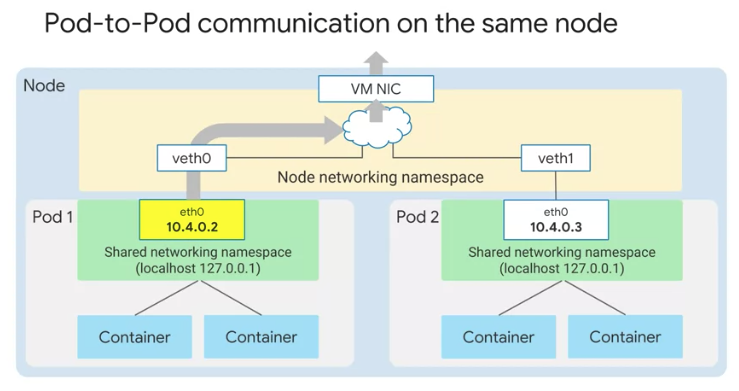 Pod-to-Pod communication on the same node
Node
VM NIC
veth0
veth1
Node networking namespace
Pod 1
eth0
10.4.0.2
Shared networking namespace
(localhost 127.0.0.1)
Container
Container
Pod 2
eth0
10.4.0.3
Shared networking namespace
(localhost 127.0.0.1)
Container
Container